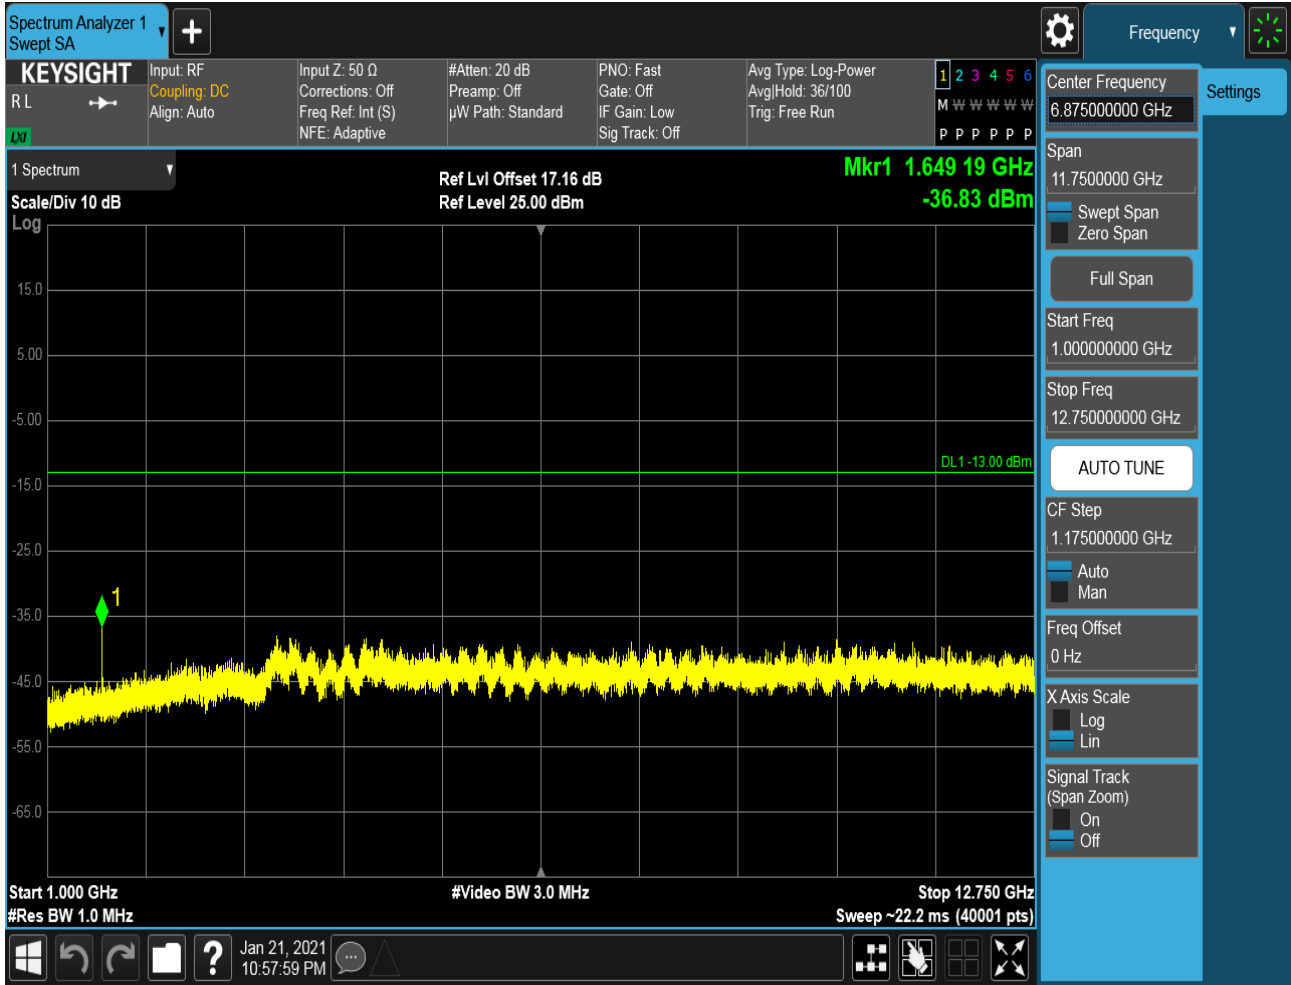 Spectrum Analyzer 1
Swept SA
Frequency
KEYSIGHT
R L
LXI
Input: RF
Coupling: DC
Align: Auto
Input Z: 50 Ω
Corrections: Off
Freq Ref: Int (S)
NFE: Adaptive
#Atten: 20 dB
Preamp: Off
µW Path: Standard
PNO: Fast
Gate: Off
IF Gain: Low
Sig Track: Off
Avg Type: Log-Power
Avg|Hold: 36/100
Trig: Free Run
1 2 3 4 5 6
M W W W W W
P P P P P P
1 Spectrum
Scale/Div 10 dB
Log
Ref Lvl Offset 17.16 dB
Ref Level 25.00 dBm
Mkr1 1.649 19 GHz
-36.83 dBm
15.0
5.00
-5.00
-15.0
-25.0
-35.0
-45.0
-55.0
-65.0
DL1 -13.00 dBm
1
Start 1.000 GHz
#Res BW 1.0 MHz
#Video BW 3.0 MHz
Stop 12.750 GHz
Sweep ~22.2 ms (40001 pts)
Center Frequency
6.875000000 GHz
Settings
Span
11.7500000 GHz
Swept Span
Zero Span
Full Span
Start Freq
1.000000000 GHz
Stop Freq
12.750000000 GHz
AUTO TUNE
CF Step
1.175000000 GHz
Auto
Man
Freq Offset
0 Hz
X Axis Scale
Log
Lin
Signal Track
(Span Zoom)
On
Off
?
Jan 21, 2021
10:57:59 PM